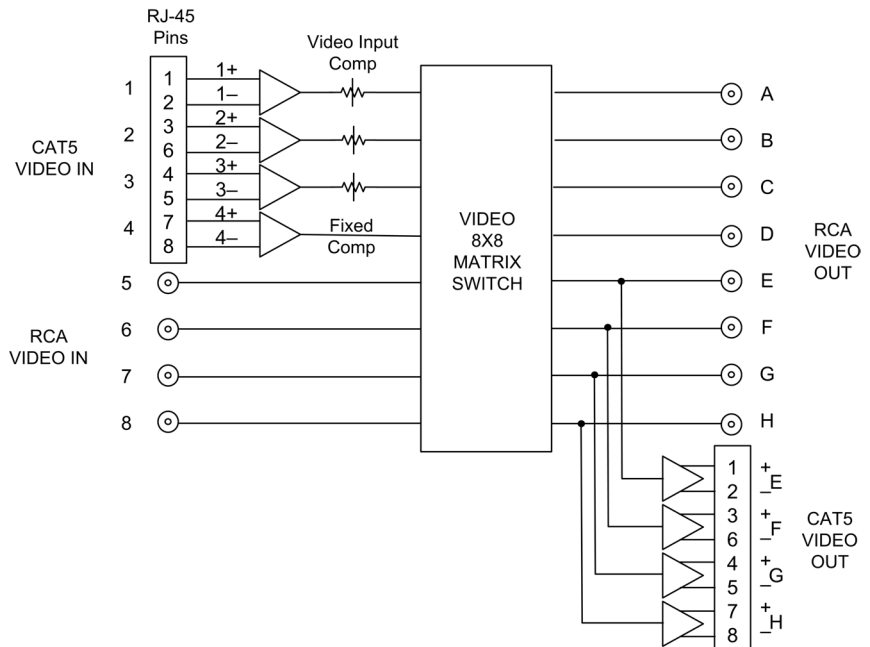 RJ-45
Pins
Video Input
Comp
1
1
1+
A
2
1–
2
3
2+
B
6
2–
CAT5
VIDEO IN
3
4
3+
C
5
3–
4
7
4+
Fixed
Comp
D
8
4–
VIDEO
8X8
MATRIX
SWITCH
RCA
VIDEO
OUT
5
E
6
F
RCA
VIDEO IN
7
G
8
H
1
+
E
2
–
3
+
F
6
–
CAT5
VIDEO
OUT
4
+
G
5
–
7
+
H
8
–